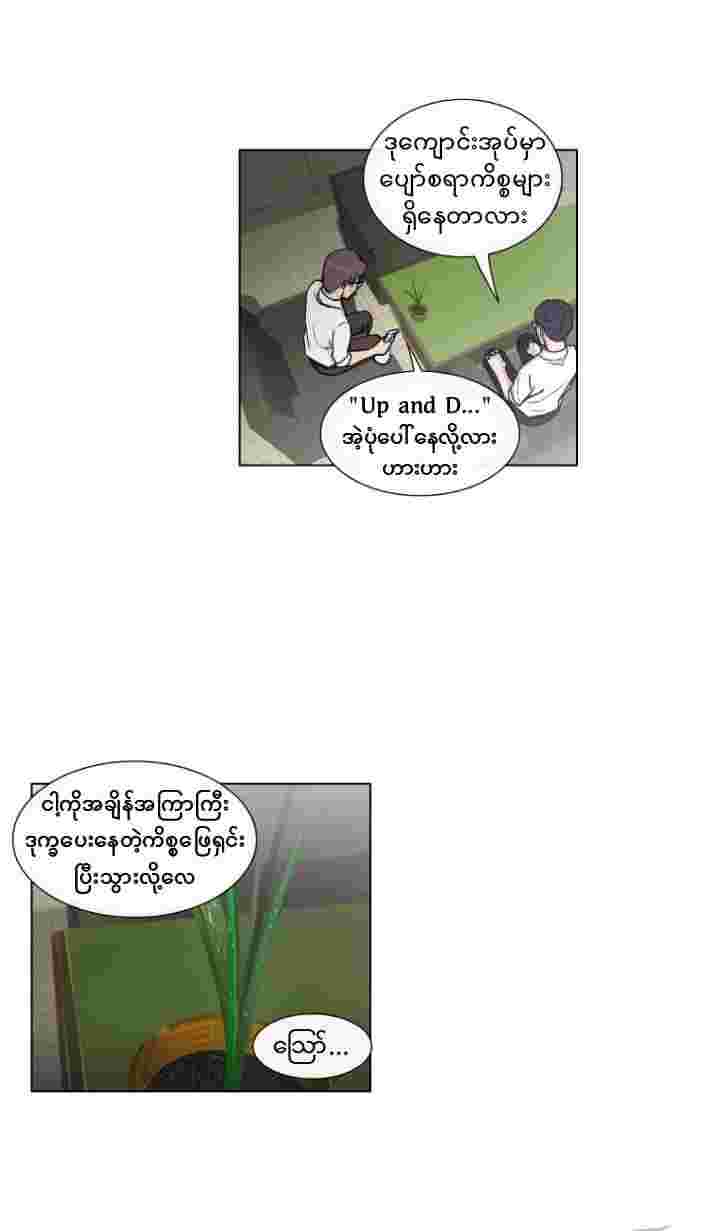 ဒုကျောင်းအုပ်မှာ
ပျော်စရာကိစ္စများ
ရှိနေတာလား
"Up and D..."
အဲ့ပုံပေါ်နေလို့လား
ဟားဟား
ငါ့ကိုအချိန်အကြာကြီး
ဒုက္ခပေးနေတဲ့ကိစ္စဖြေရှင်း
ပြီးသွားလို့လေ
သြော်...